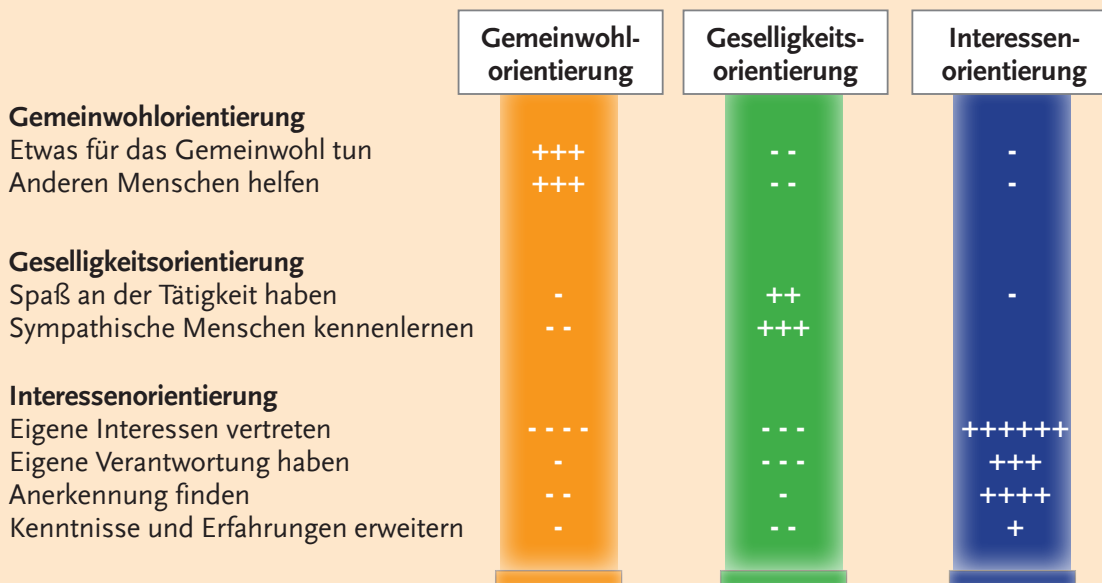 Gemeinwohl-
orientierung
Geselligkeits-
orientierung
Interessen-
orientierung
Gemeinwohlorientierung
Etwas für das Gemeinwohl tun +++ - - -
Anderen Menschen helfen +++ - - -
Geselligkeitsorientierung
Spaß an der Tätigkeit haben - ++ -
Sympathische Menschen kennenlernen - - +++
Interessenorientierung
Eigene Interessen vertreten - - - - - - - ++++++
Eigene Verantwortung haben - - - - +++
Anerkennung finden - - - ++++
Kenntnisse und Erfahrungen erweitern - - - +